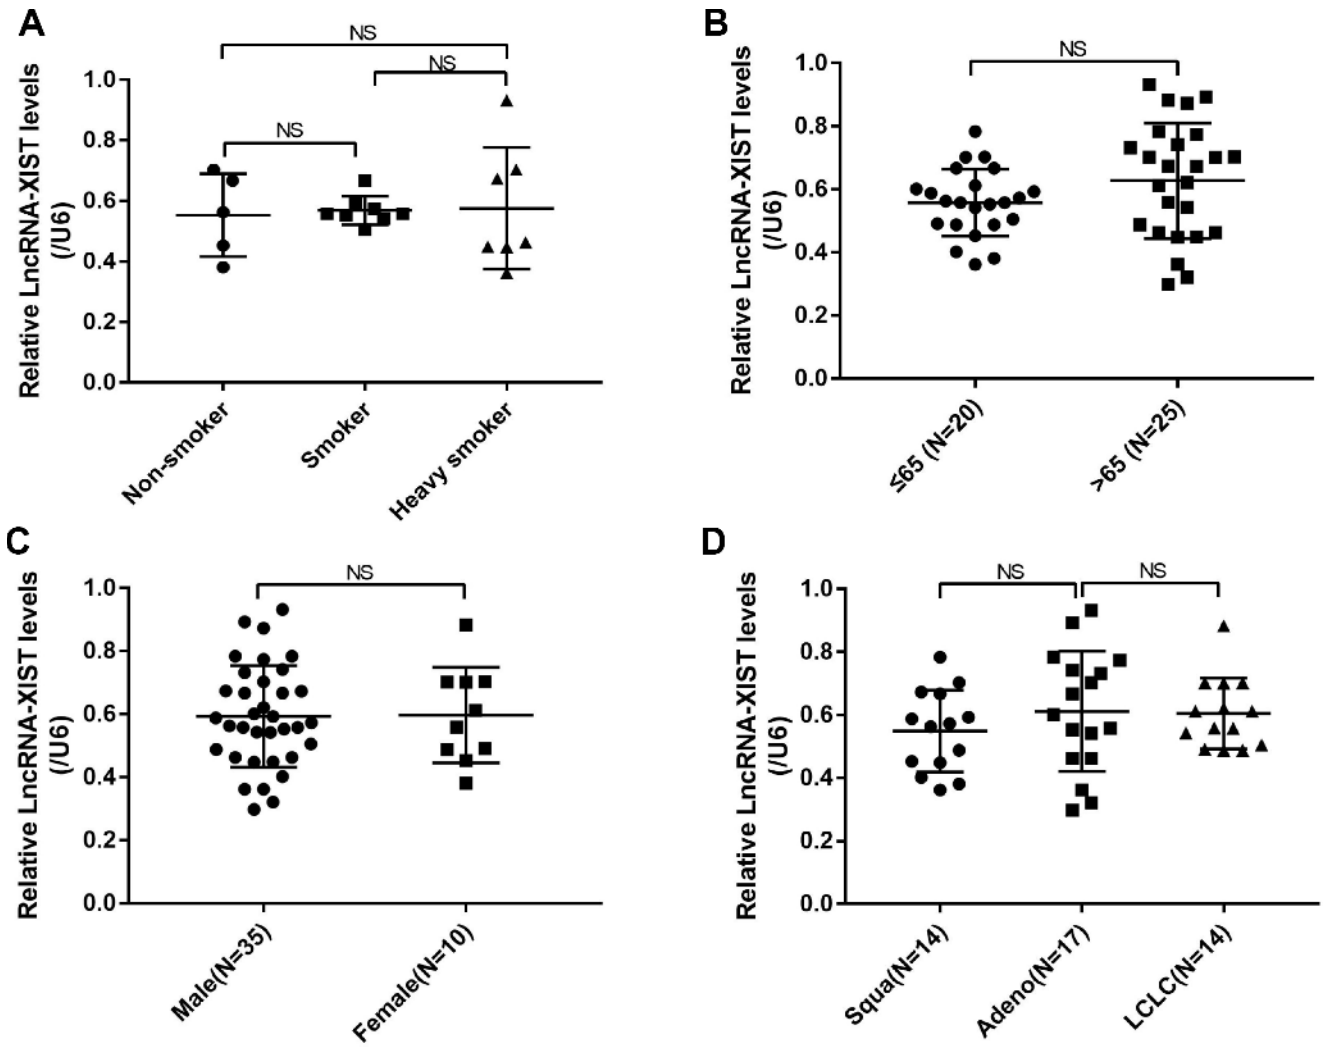 A
NS
NS
NS
Relative LncRNA-XIST levels
(/U6)
1.0
0.8
0.6
0.4
0.2
0.0
Non-smoker
Smoker
Heavy smoker
B
NS
Relative LncRNA-XIST levels
(/U6)
1.0
0.8
0.6
0.4
0.2
0.0
≤65 (N=20)
>65 (N=25)
C
NS
Relative LncRNA-XIST levels
(/U6)
1.0
0.8
0.6
0.4
0.2
0.0
Male(N=35)
Female(N=10)
D
NS
NS
Relative LncRNA-XIST levels
(/U6)
1.0
0.8
0.6
0.4
0.2
0.0
Squa(N=14)
Adeno(N=17)
LCLC(N=14)